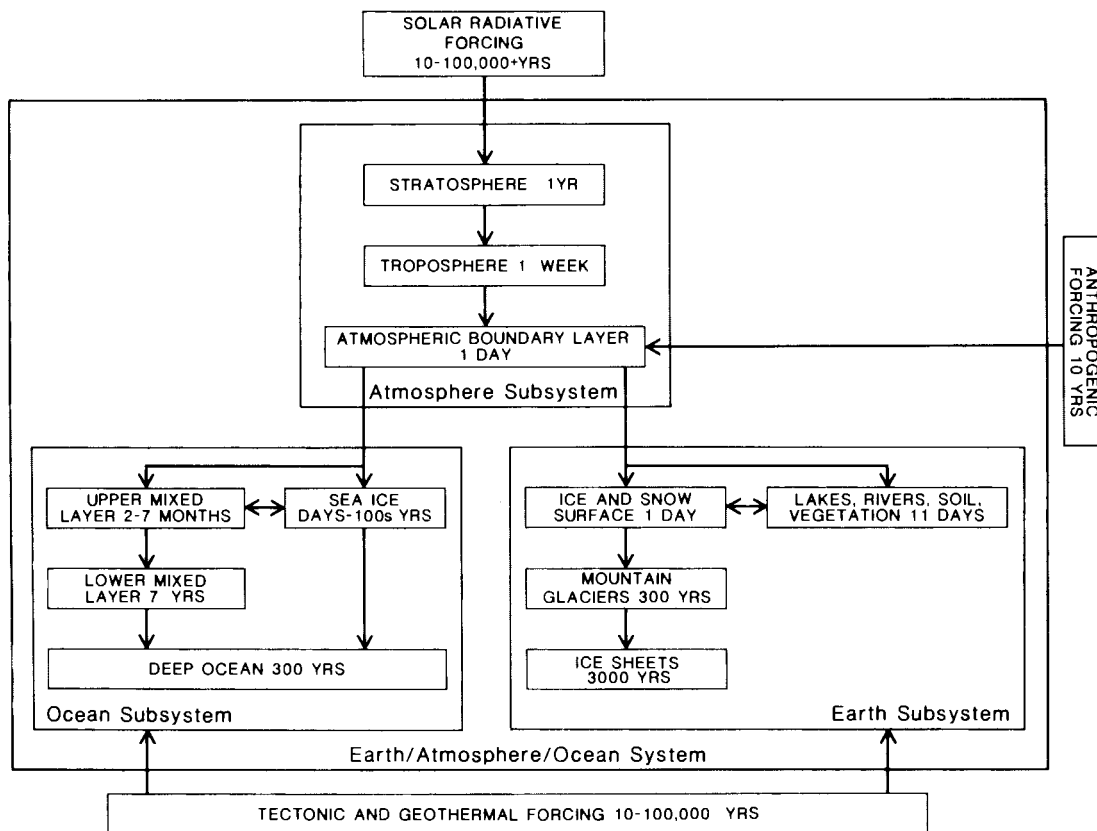 SOLAR RADIATIVE
FORCING
10-100,000+YRS
STRATOSPHERE 1YR
TROPOSPHERE 1 WEEK
ATMOSPHERIC BOUNDARY LAYER
1 DAY
Atmosphere Subsystem
ANTHROPOGENIC
FORCING 10 YRS
UPPER MIXED
LAYER 2-7 MONTHS
SEA ICE
DAYS-100s YRS
LOWER MIXED
LAYER 7 YRS
DEEP OCEAN 300 YRS
Ocean Subsystem
ICE AND SNOW
SURFACE 1 DAY
LAKES, RIVERS, SOIL,
VEGETATION 11 DAYS
MOUNTAIN
GLACIERS 300 YRS
ICE SHEETS
3000 YRS
Earth Subsystem
Earth/Atmosphere/Ocean System
TECTONIC AND GEOTHERMAL FORCING 10-100,000 YRS